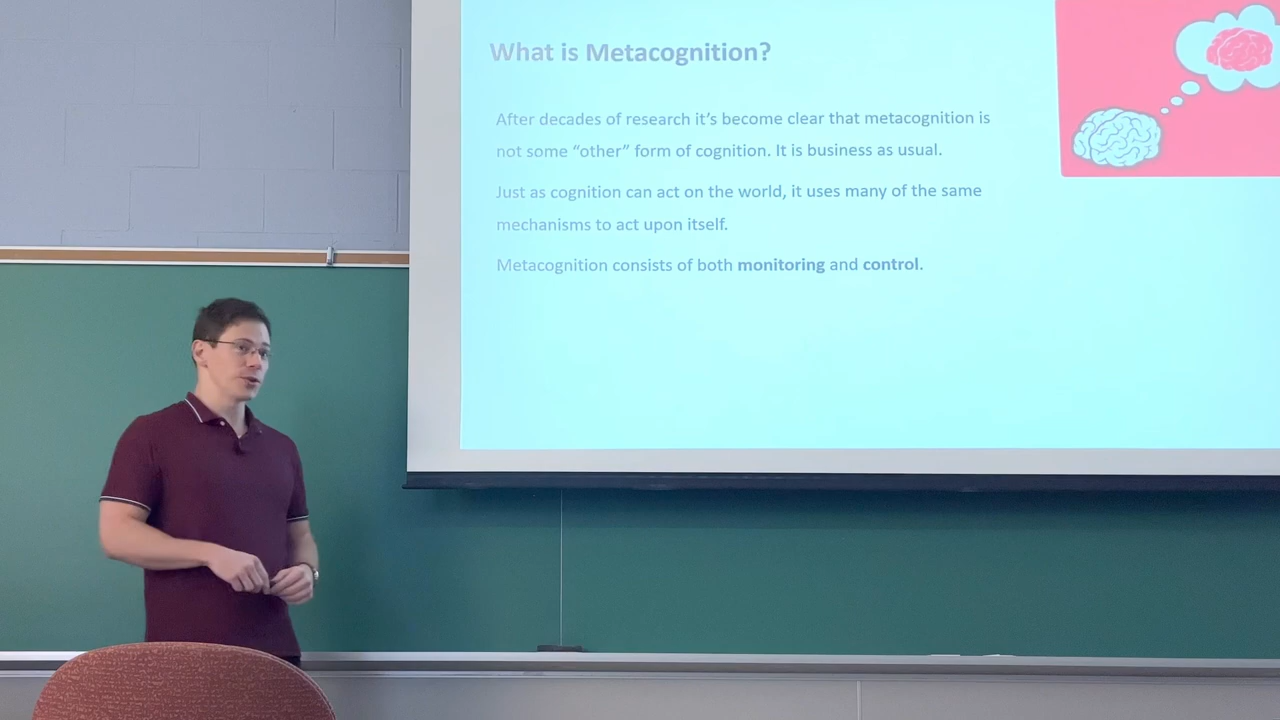 What is Metacognition?
After decades of research it's become clear that metacognition is
not some “other” form of cognition. It is business as usual.
Just as cognition can act on the world, it uses many of the same
mechanisms to act upon itself.
Metacognition consists of both monitoring and control.